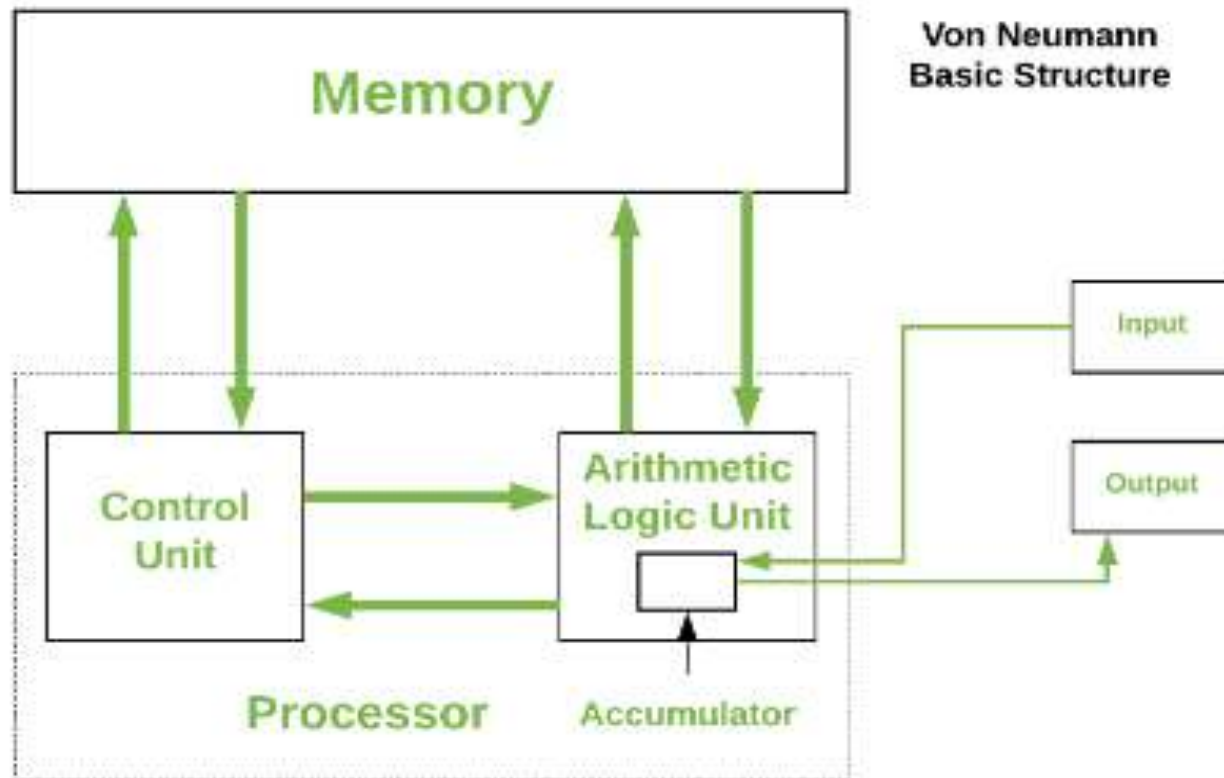 Von Neumann
Basic Structure
Memory
Input
Output
Control
Unit
Arithmetic
Logic Unit
Processor
Accumulator